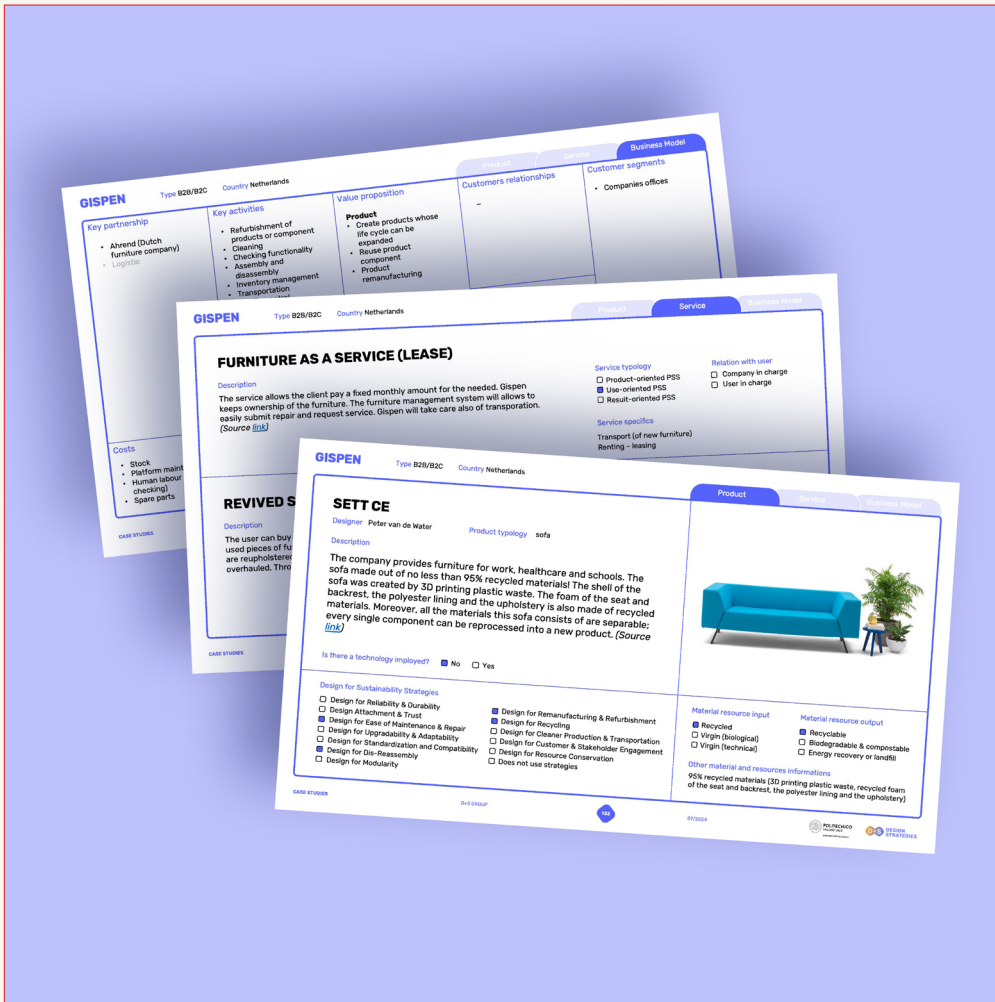 Product
Service
Business Model
GISPEN
Type B2B/B2C
Country Netherlands
Key partnership
• Ahrend (Dutch
furniture company)
• Logistic
Key activities
• Refurbishment of
products or component
• Cleaning
• Checking functionality
• Assembly and
disassembly
• Inventory management
• Transportation
Value proposition
Product
• Create products whose
life cycle can be
expanded
• Reuse product
component
• Product
remanufacturing
Customers relationships
–
Customer segments
• Companies offices
Costs
• Stock
• Platform maint
• Human labour
checking)
• Spare parts
CASE STUDIES
GISPEN
Type B2B/B2C
Country Netherlands
Product
Service
Business Model
FURNITURE AS A SERVICE (LEASE)
Description
The service allows the client pay a fixed monthly amount for the needed. Gispen
keeps ownership of the furniture. The furniture management system will allows to
easily submit repair and request service. Gispen will take care also of transporation.
(Source link)
Service typology
Product-oriented PSS
Use-oriented PSS
Result-oriented PSS
Relation with user
Company in charge
User in charge
Service specifics
Transport (of new furniture)
Renting – leasing
REVIVED S
Description
The user can buy
used pieces of fu
are reupholstered
overhauled. Thro
CASE STUDIES
GISPEN
Type B2B/B2C
Country Netherlands
Product
Service
Business Model
SETT CE
Designer Peter van de Water
Product typology sofa
Description
The company provides furniture for work, healthcare and schools. The
sofa made out of no less than 95% recycled materials! The shell of the
sofa was created by 3D printing plastic waste. The foam of the seat and
backrest, the polyester lining and the upholstery is also made of recycled
materials. Moreover, all the materials this sofa consists of are separable;
every single component can be reprocessed into a new product. (Source
link)
Is there a technology imployed? No Yes
Design for Sustainability Strategies
Design for Reliability & Durability
Design Attachment & Trust
Design for Ease of Maintenance & Repair
Design for Upgradability & Adaptability
Design for Standardization and Compatibility
Design for Dis-Reassembly
Design for Modularity
Design for Remanufacturing & Refurbishment
Design for Recycling
Design for Cleaner Production & Transportation
Design for Customer & Stakeholder Engagement
Design for Resource Conservation
Does not use strategies
Material resource input
Recycled
Virgin (biological)
Virgin (technical)
Material resource output
Recyclable
Biodegradable & compostable
Energy recovery or landfill
Other material and resources informations
95% recycled materials (3D printing plastic waste, recycled foam
of the seat and backrest, the polyester lining and the upholstery)
CASE STUDIES
D+S GROUP
132
07/2024
POLITECNICO
MILANO 1863
D+S DESIGN
STRATEGIES